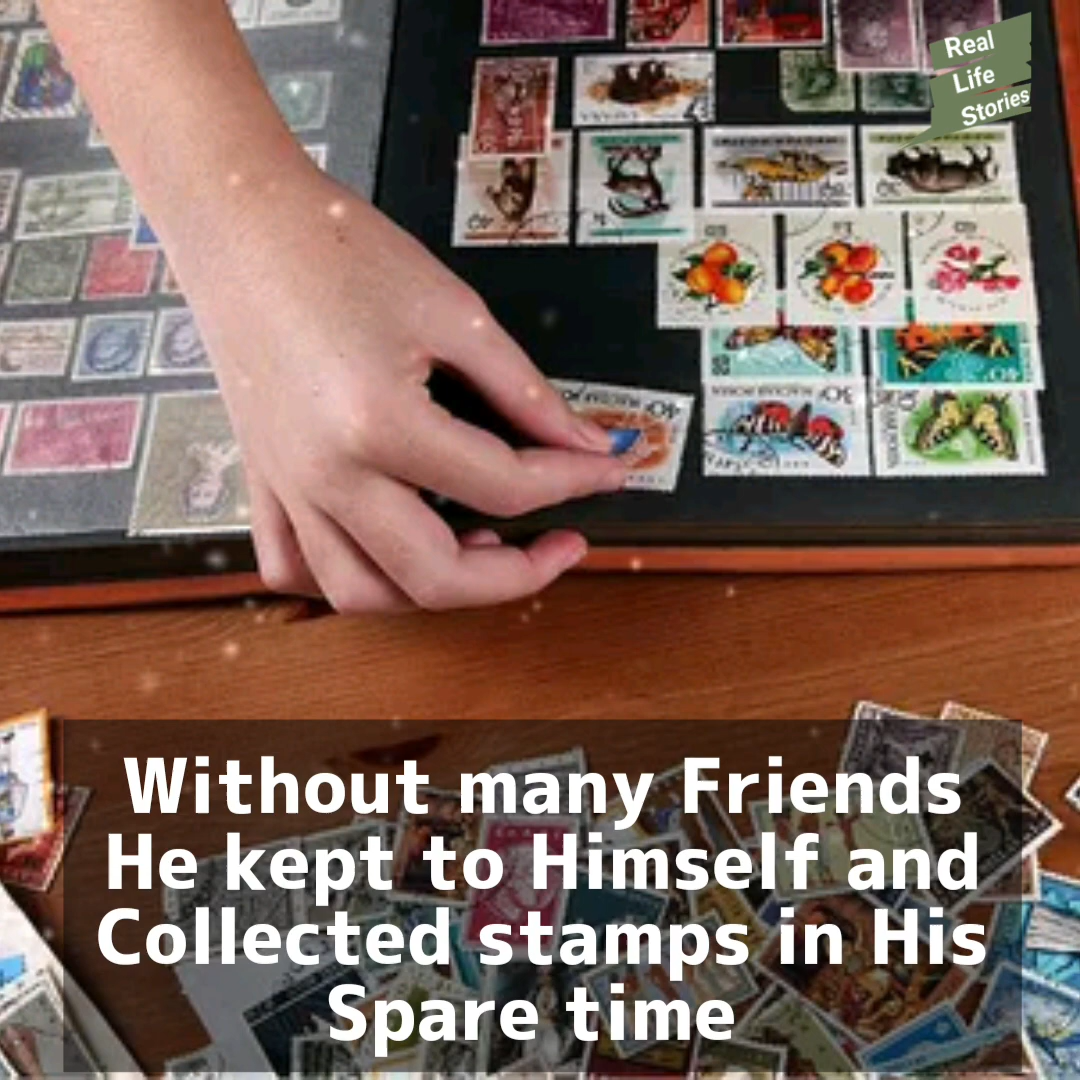 Real
Life
Stories
Without many Friends
He kept to Himself and
Collected stamps in His
Spare time